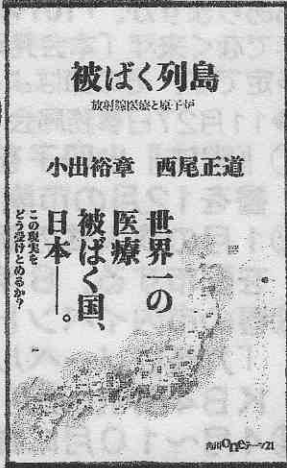 被ばく列島
放射線医療と原子炉
小出裕章 西尾正道
世界一の
医療
被ばく国、
日本――。
この現実を
どう受けとめるか?
角川oneテーマ21